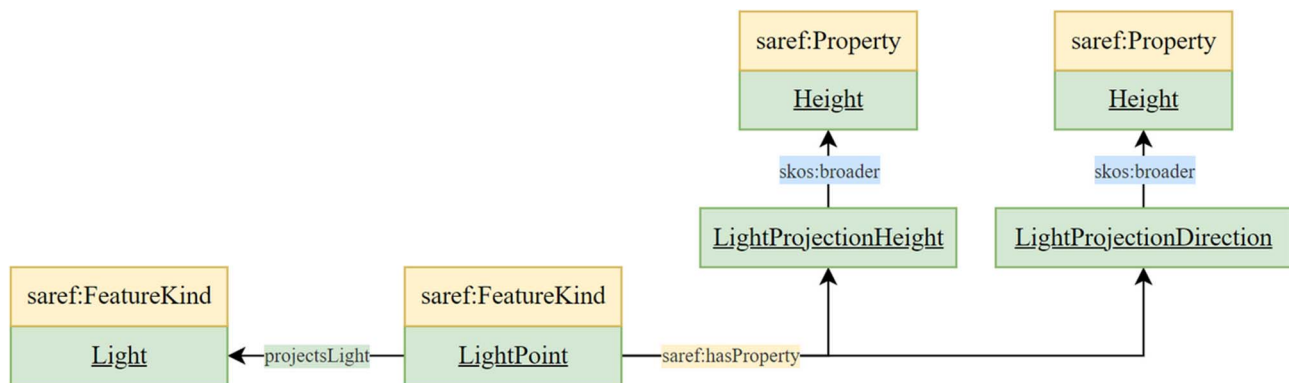 saref:Property
saref:Property
Height
Height
skos:broader
skos:broader
LightProjectionHeight
LightProjectionDirection
saref:FeatureKind
saref:FeatureKind
Light
projectsLight
LightPoint
saref:hasProperty